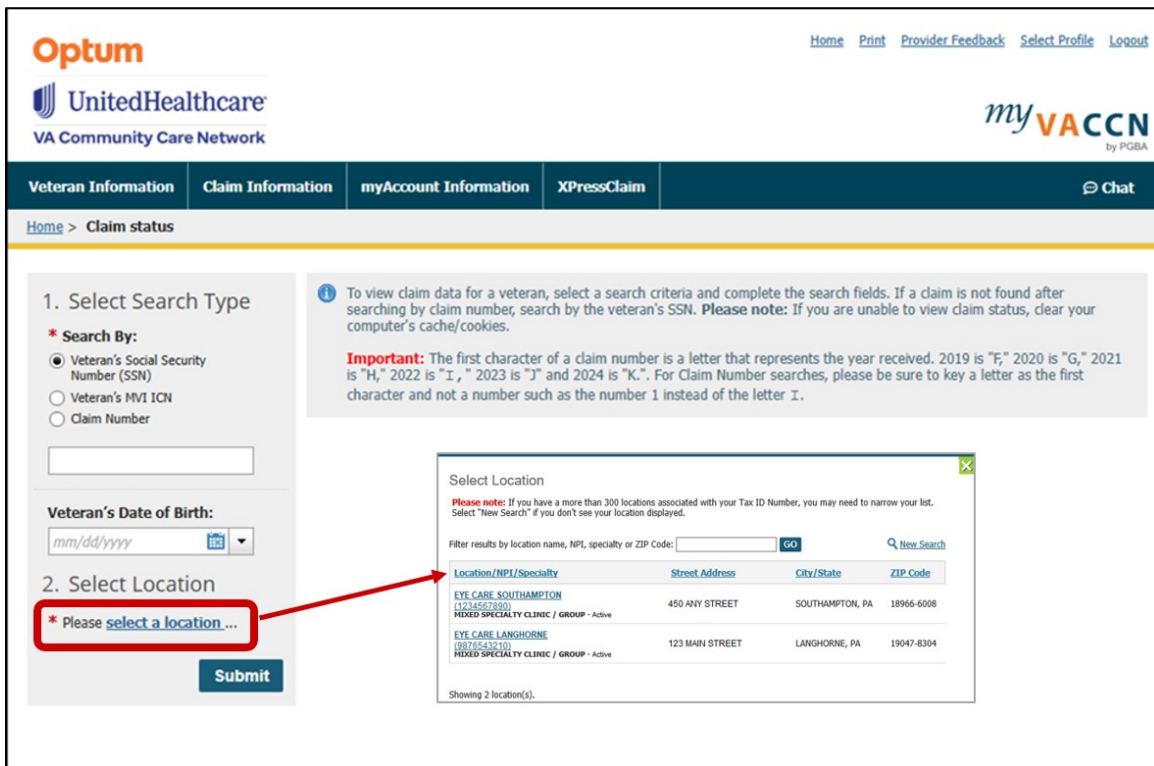 Optum
Home Print Provider Feedback Select Profile Logout
UnitedHealthcare
VA Community Care Network
my VACCN
by PGBA
Veteran Information Claim Information myAccount Information XPressClaim Chat
Home > Claim status
1. Select Search Type
* Search By:
Veteran's Social Security
Number (SSN)
Veteran's MVI ICN
Claim Number
Veteran's Date of Birth:
mm/dd/yyyy
2. Select Location
* Please select a location ...
Submit
To view claim data for a veteran, select a search criteria and complete the search fields. If a claim is not found after
searching by claim number, search by the veteran's SSN. Please note: If you are unable to view claim status, clear your
computer's cache/cookies.
Important: The first character of a claim number is a letter that represents the year received. 2019 is "F," 2020 is "G," 2021
is "H," 2022 is "I," 2023 is "J" and 2024 is "K.". For Claim Number searches, please be sure to key a letter as the first
character and not a number such as the number 1 instead of the letter I.
Select Location
Please note: If you have a more than 300 locations associated with your Tax ID Number, you may need to narrow your list.
Select "New Search" if you don't see your location displayed.
Filter results by location name, NPI, specialty or ZIP Code: GO New Search
Location/NPI/Specialty Street Address City/State ZIP Code
EYE CARE SOUTHAMPTON
(1234567890) 450 ANY STREET SOUTHAMPTON, PA 18966-6008
MIXED SPECIALTY CLINIC / GROUP - Active
EYE CARE LANGHORNE
(9876543210) 123 MAIN STREET LANGHORNE, PA 19047-8304
MIXED SPECIALTY CLINIC / GROUP - Active
Showing 2 location(s).